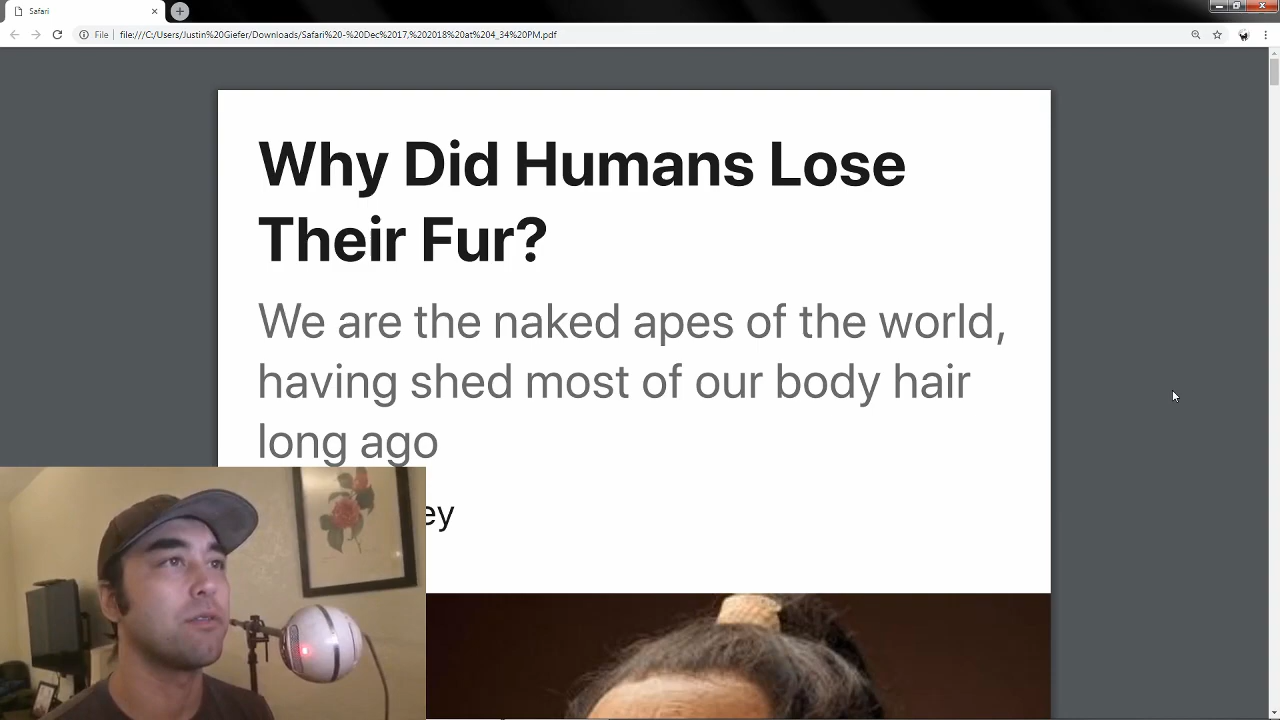 Safari
File | file:///C:/Users/Justin%20Giefer/Downloads/Safari%20-%20Dec%2017,%202018%20at%204_34%20PM.pdf
Why Did Humans Lose
Their Fur?
We are the naked apes of the world,
having shed most of our body hair
long ago